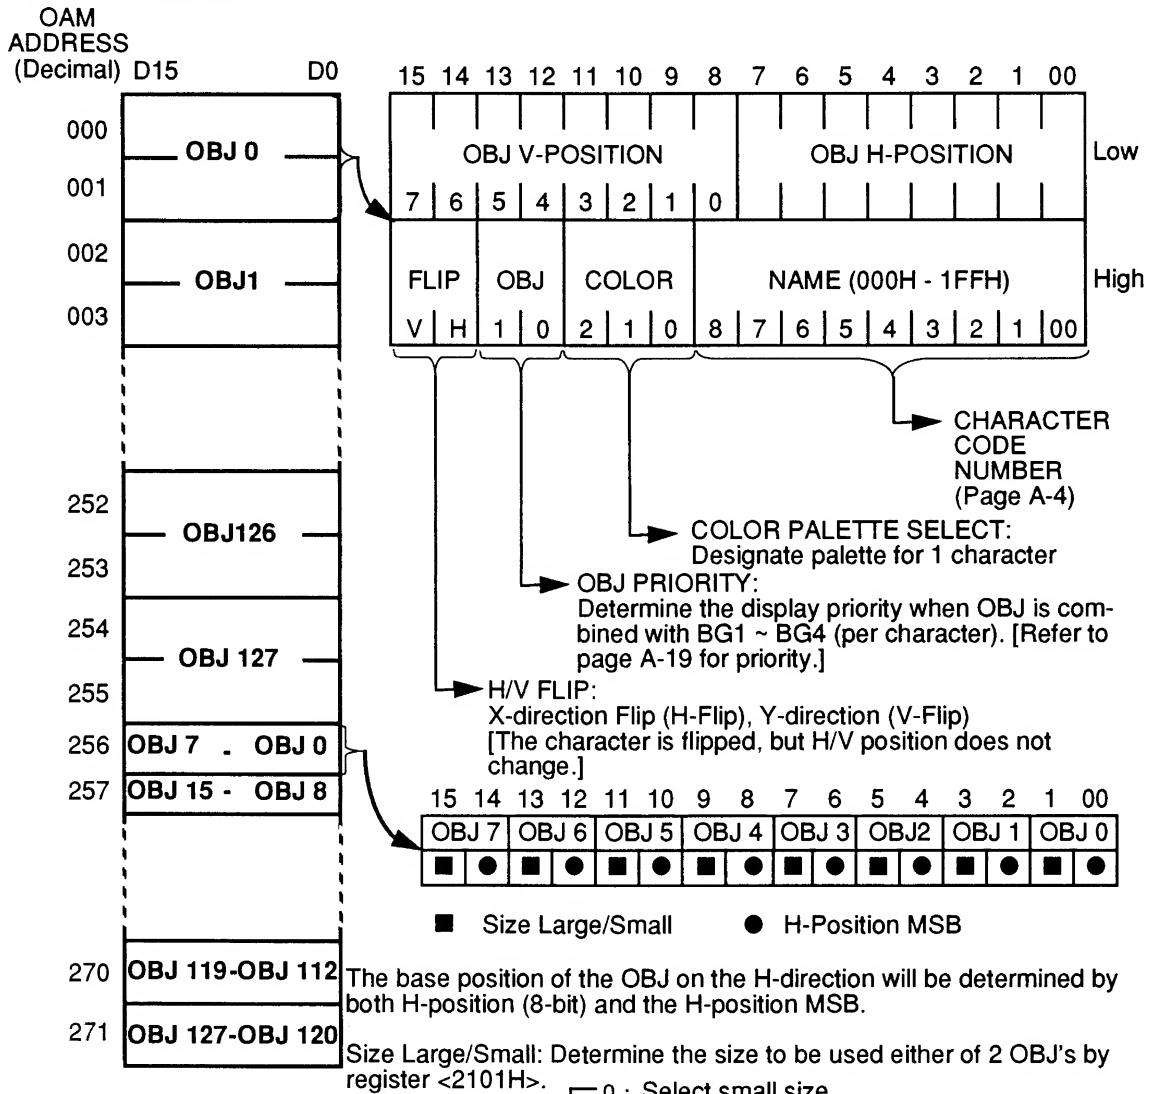 OAM
ADDRESS
(Decimal) D15 D0
000
OBJ 0
001
002
OBJ1
003
252
OBJ126
253
254
OBJ 127
255
256 OBJ 7 - OBJ 0
257 OBJ 15 - OBJ 8
270 OBJ 119-OBJ 112
271 OBJ 127-OBJ 120
15 14 13 12 11 10 9 8 7 6 5 4 3 2 1 00
OBJ V-POSITION OBJ H-POSITION Low
7 6 5 4 3 2 1 0
FLIP OBJ COLOR NAME (000H - 1FFH) High
V H 1 0 2 1 0 8 7 6 5 4 3 2 1 00
CHARACTER
CODE
NUMBER
(Page A-4)
COLOR PALETTE SELECT:
Designate palette for 1 character
OBJ PRIORITY:
Determine the display priority when OBJ is com-
bined with BG1 ~ BG4 (per character). [Refer to
page A-19 for priority.]
H/V FLIP:
X-direction Flip (H-Flip), Y-direction (V-Flip)
[The character is flipped, but H/V position does not
change.]
15 14 13 12 11 10 9 8 7 6 5 4 3 2 1 00
OBJ 7 OBJ 6 OBJ 5 OBJ 4 OBJ 3 OBJ2 OBJ 1 OBJ 0
■ Size Large/Small ● H-Position MSB
The base position of the OBJ on the H-direction will be determined by
both H-position (8-bit) and the H-position MSB.
Size Large/Small: Determine the size to be used either of 2 OBJ's by
register <2101H>.
0 : Select small size